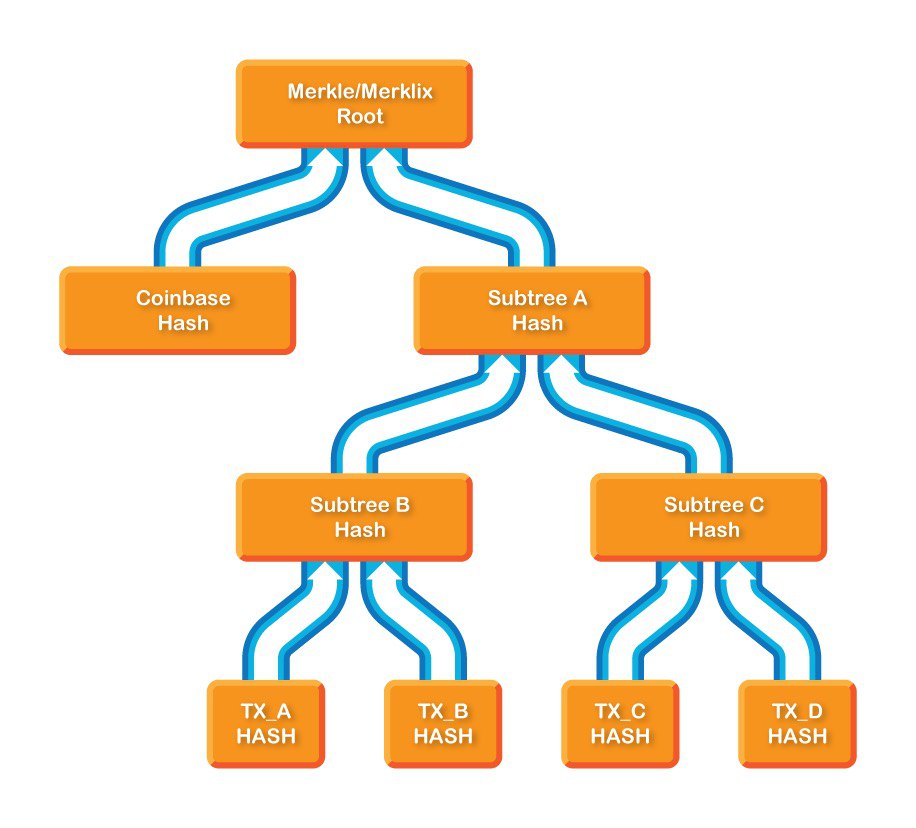 Merkle/Merklix
Root
Coinbase
Hash
Subtree A
Hash
Subtree B
Hash
Subtree C
Hash
TX_A
HASH
TX_B
HASH
TX_C
HASH
TX_D
HASH